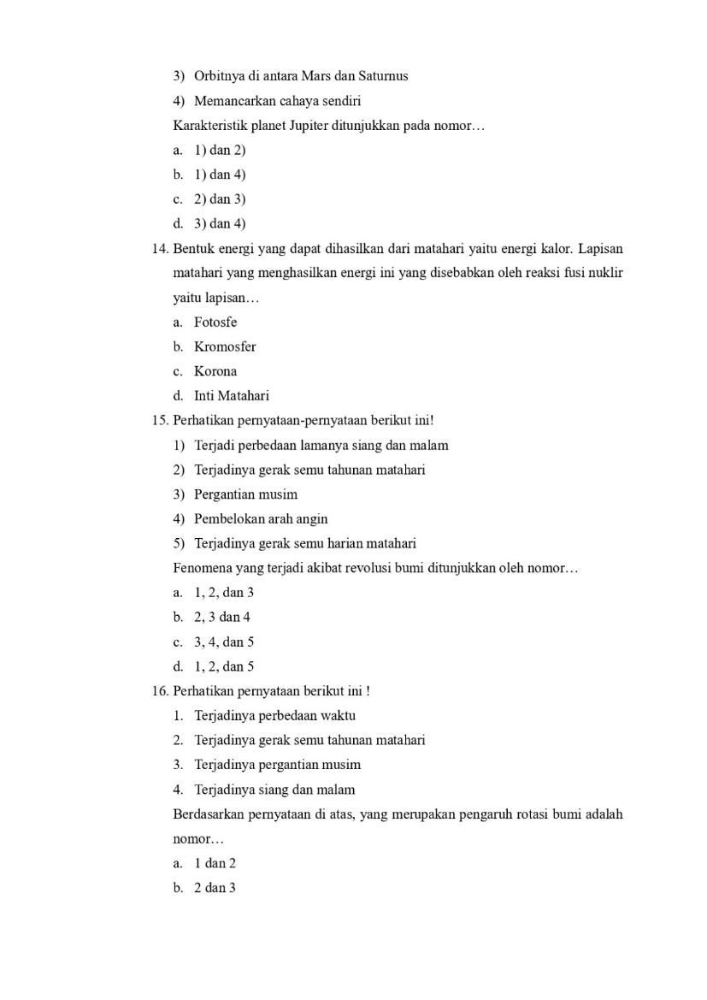 3) Orbitnya di antara Mars dan Saturnus
4) Memancarkan cahaya sendiri
Karakteristik planet Jupiter ditunjukkan pada nomor…
a. 1) dan 2)
b. 1) dan 4)
c. 2) dan 3)
d. 3) dan 4)
14. Bentuk energi yang dapat dihasilkan dari matahari yaitu energi kalor. Lapisan
matahari yang menghasilkan energi ini yang disebabkan oleh reaksi fusi nuklir
yaitu lapisan…
a. Fotosfe
b. Kromosfer
c. Korona
d. Inti Matahari
15. Perhatikan pernyataan-pernyataan berikut ini!
1) Terjadi perbedaan lamanya siang dan malam
2) Terjadinya gerak semu tahunan matahari
3) Pergantian musim
4) Pembelokan arah angin
5) Terjadinya gerak semu harian matahari
Fenomena yang terjadi akibat revolusi bumi ditunjukkan oleh nomor…
a. 1, 2, dan 3
b. 2, 3 dan 4
c. 3, 4, dan 5
d. 1, 2, dan 5
16. Perhatikan pernyataan berikut ini !
1. Terjadinya perbedaan waktu
2. Terjadinya gerak semu tahunan matahari
3. Terjadinya pergantian musim
4. Terjadinya siang dan malam
Berdasarkan pernyataan di atas, yang merupakan pengaruh rotasi bumi adalah
nomor…
a. 1 dan 2
b. 2 dan 3